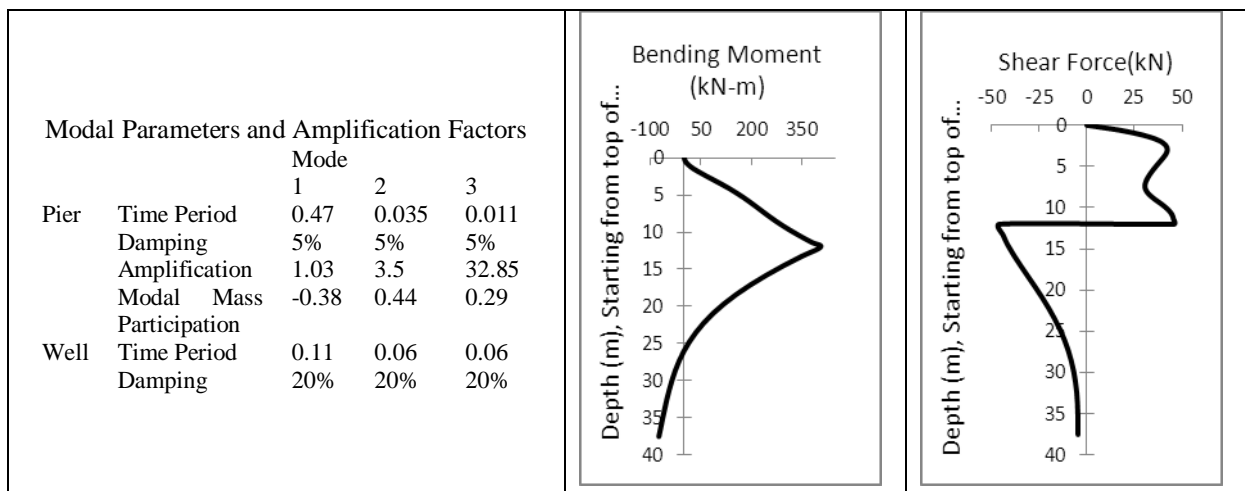 Modal Parameters and Amplification Factors
Mode
1 2 3
Pier Time Period 0.47 0.035 0.011
Damping 5% 5% 5%
Amplification 1.03 3.5 32.85
Modal Mass Participation -0.38 0.44 0.29
Well Time Period 0.11 0.06 0.06
Damping 20% 20% 20%
Bending Moment
(kN-m)
-100 50 200 350
0
5
10
15
20
25
30
35
40
Depth (m), Starting from top of...
Shear Force(kN)
-50 -25 0 25 50
0
5
10
15
20
25
30
35
40
Depth (m), Starting from top of...